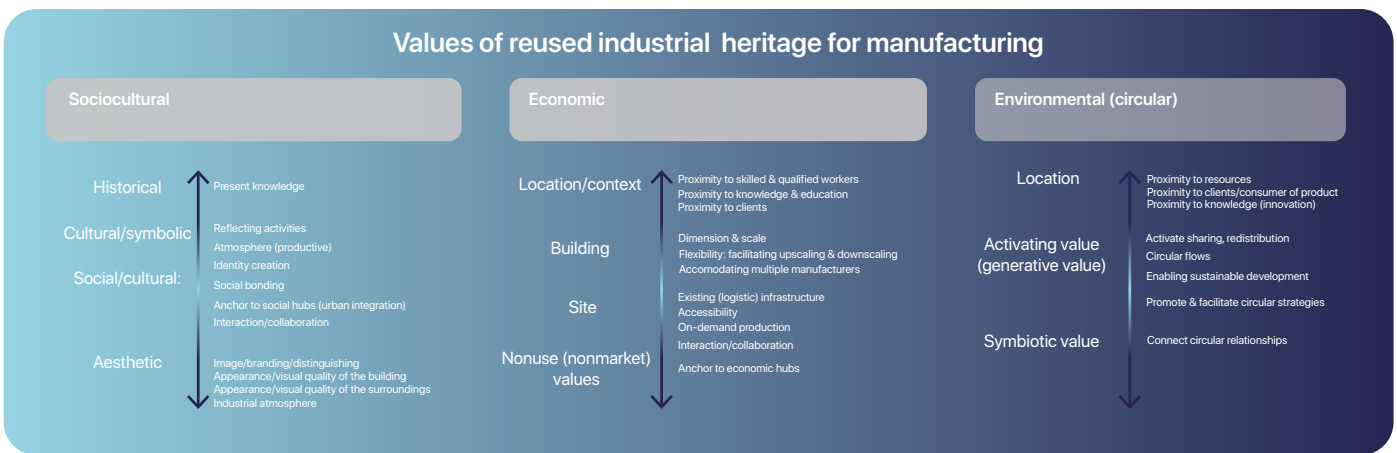 Values of reused industrial heritage for manufacturing
Sociocultural
Historical
Cultural/symbolic
Social/cultural:
Aesthetic
Present knowledge
Reflecting activities
Atmosphere (productive)
Identity creation
Social bonding
Anchor to social hubs (urban integration)
Interaction/collaboration
Image/branding/distinguishing
Appearance/visual quality of the building
Appearance/visual quality of the surroundings
Industrial atmosphere
Economic
Location/context
Building
Site
Nonuse (nonmarket)
values
Proximity to skilled & qualified workers
Proximity to knowledge & education
Proximity to clients
Dimension & scale
Flexibility: facilitating upscaling & downscaling
Accomodating multiple manufacturers
Existing (logistic) infrastructure
Accessibility
On-demand production
Interaction/collaboration
Anchor to economic hubs
Environmental (circular)
Location
Activating value
(generative value)
Symbiotic value
Proximity to resources
Proximity to clients/consumer of product
Proximity to knowledge (innovation)
Activate sharing, redistribution
Circular flows
Enabling sustainable development
Promote & facilitate circular strategies
Connect circular relationships